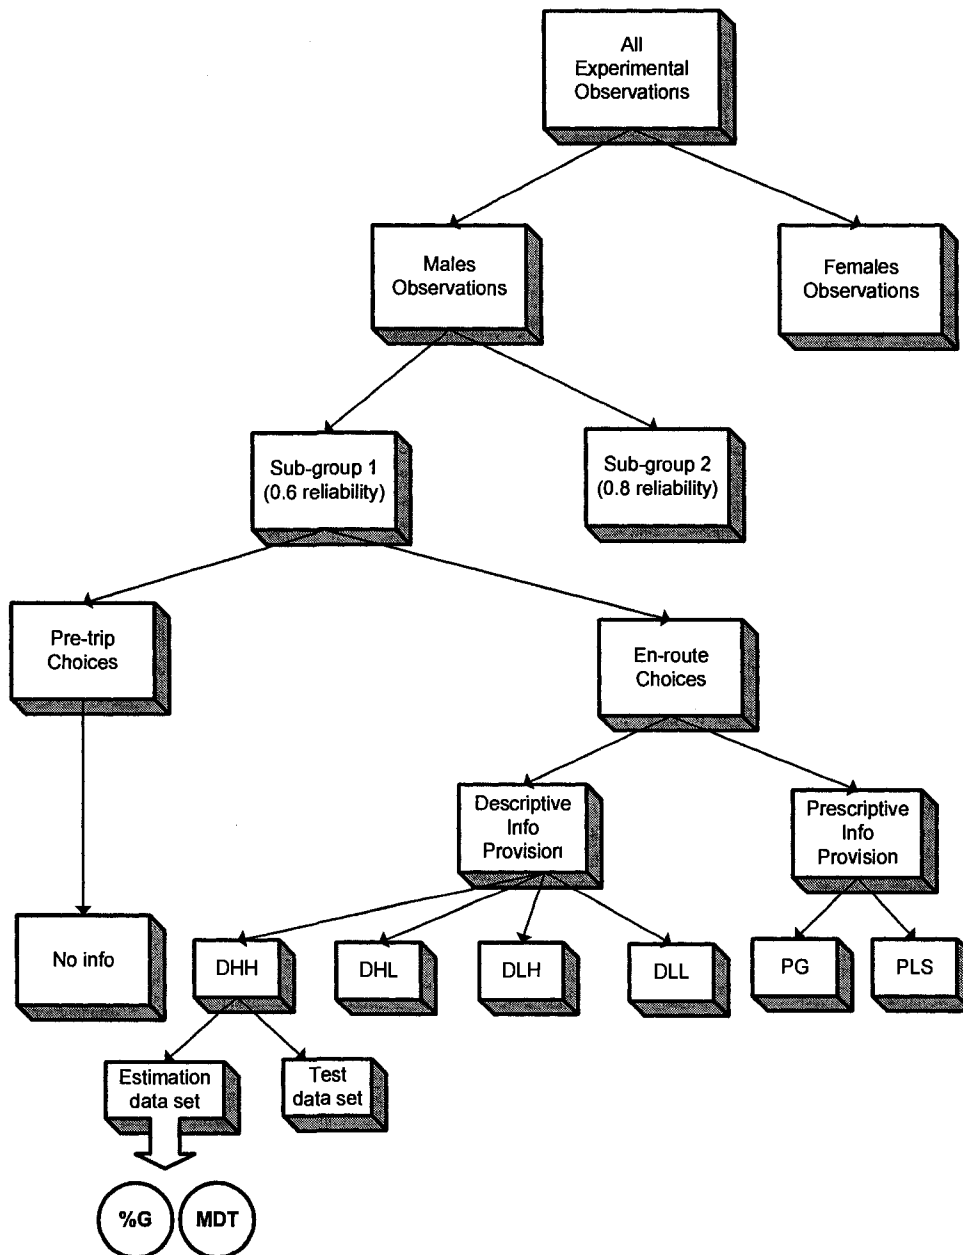 All
Experimental
Observations
Males
Observations
Females
Observations
Sub-group 1
(0.6 reliability)
Sub-group 2
(0.8 reliability)
Pre-trip
Choices
En-route
Choices
Descriptive
Info
Provision
Prescriptive
Info
Provision
No info
DHH
DHL
DLH
DLL
PG
PLS
Estimation
data set
Test
data set
%G
MDT